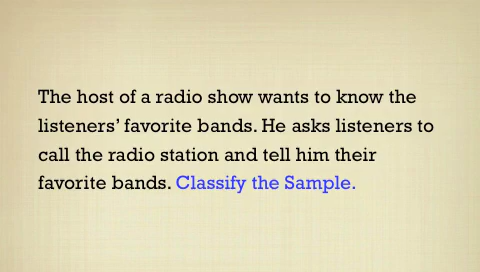 The host of a radio show wants to know the
listeners’ favorite bands. He asks listeners to
call the radio station and tell him their
favorite bands. Classify the Sample.